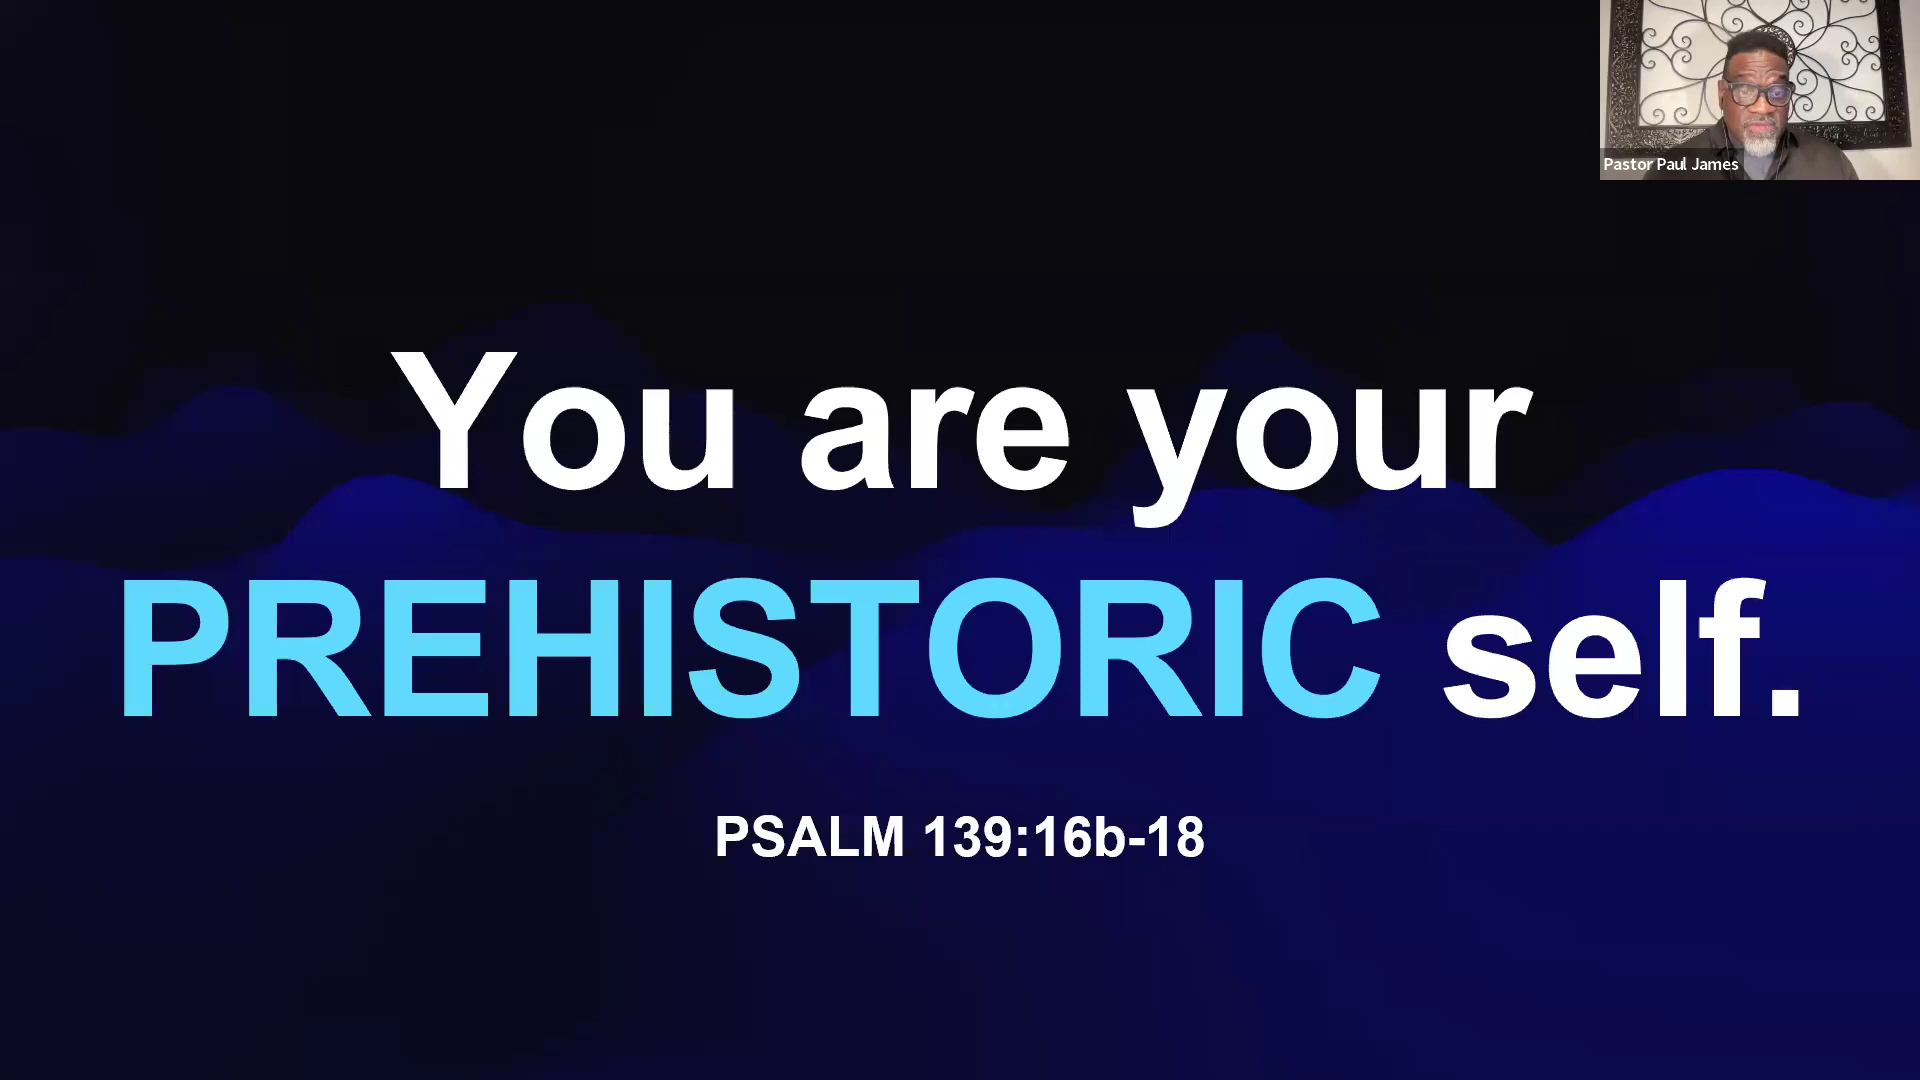 Pastor Paul James
You are your
PREHISTORIC self.
PSALM 139:16b-18